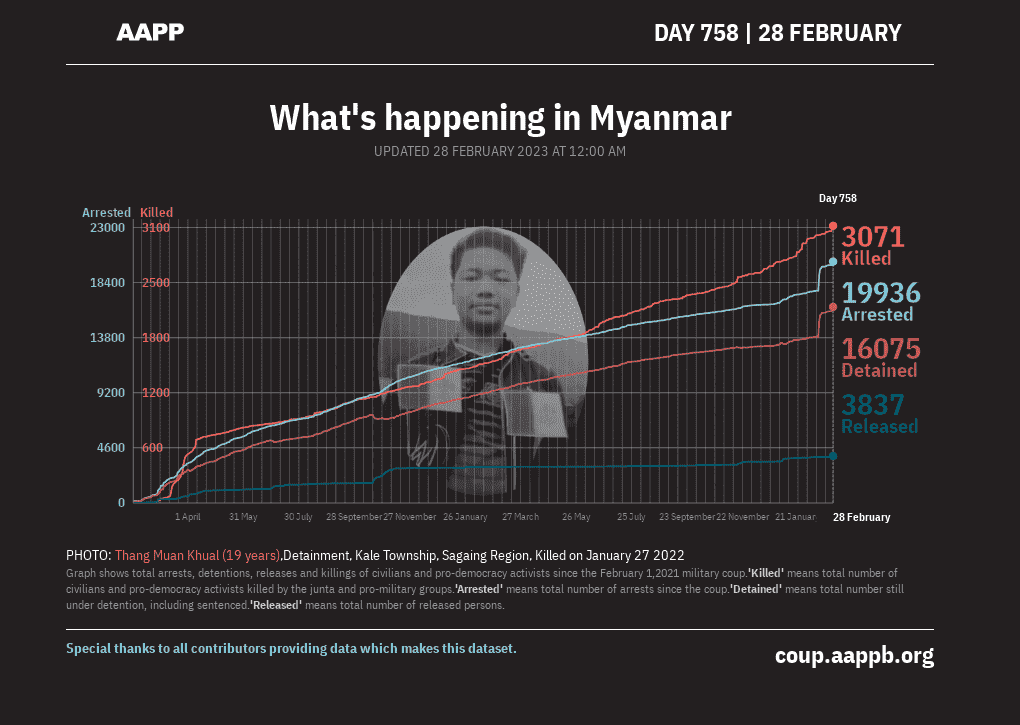 AAPP
DAY 758 | 28 FEBRUARY
What's happening in Myanmar
UPDATED 28 FEBRUARY 2023 AT 12:00 AM
Day 758
Arrested Killed
23000 3100
18400 2500
13800 1800
9200 1200
4600 600
0
3071
Killed
19936
Arrested
16075
Detained
3837
Released
1 April 31 May 30 July 28 September 27 November 26 January 27 March 26 May 25 July 23 September 22 November 21 January 28 February
PHOTO: Thang Muan Khual (19 years),Detainment, Kale Township, Sagaing Region, Killed on January 27 2022
Graph shows total arrests, detentions, releases and killings of civilians and pro-democracy activists since the February 1,2021 military coup.'Killed' means total number of
civilians and pro-democracy activists killed by the junta and pro-military groups.'Arrested' means total number of arrests since the coup.'Detained' means total number still
under detention, including sentenced.'Released' means total number of released persons.
Special thanks to all contributors providing data which makes this dataset.
coup.aappb.org